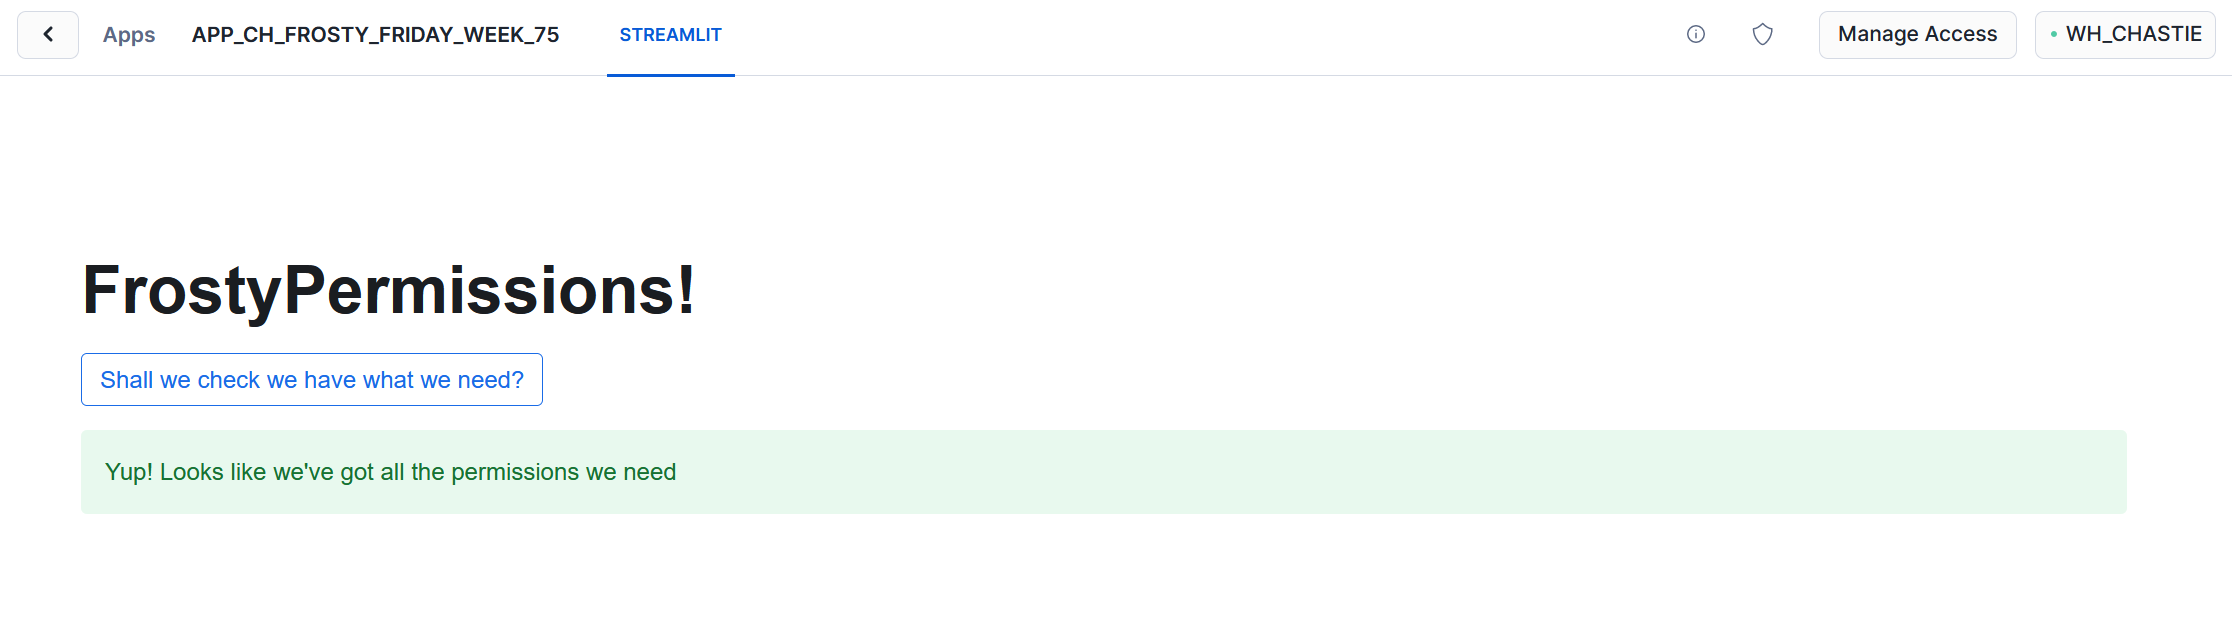 Apps APP_CH_FROSTY_FRIDAY_WEEK_75 STREAMLIT Manage Access WH_CHASTIE
FrostyPermissions!
Shall we check we have what we need?
Yup! Looks like we've got all the permissions we need